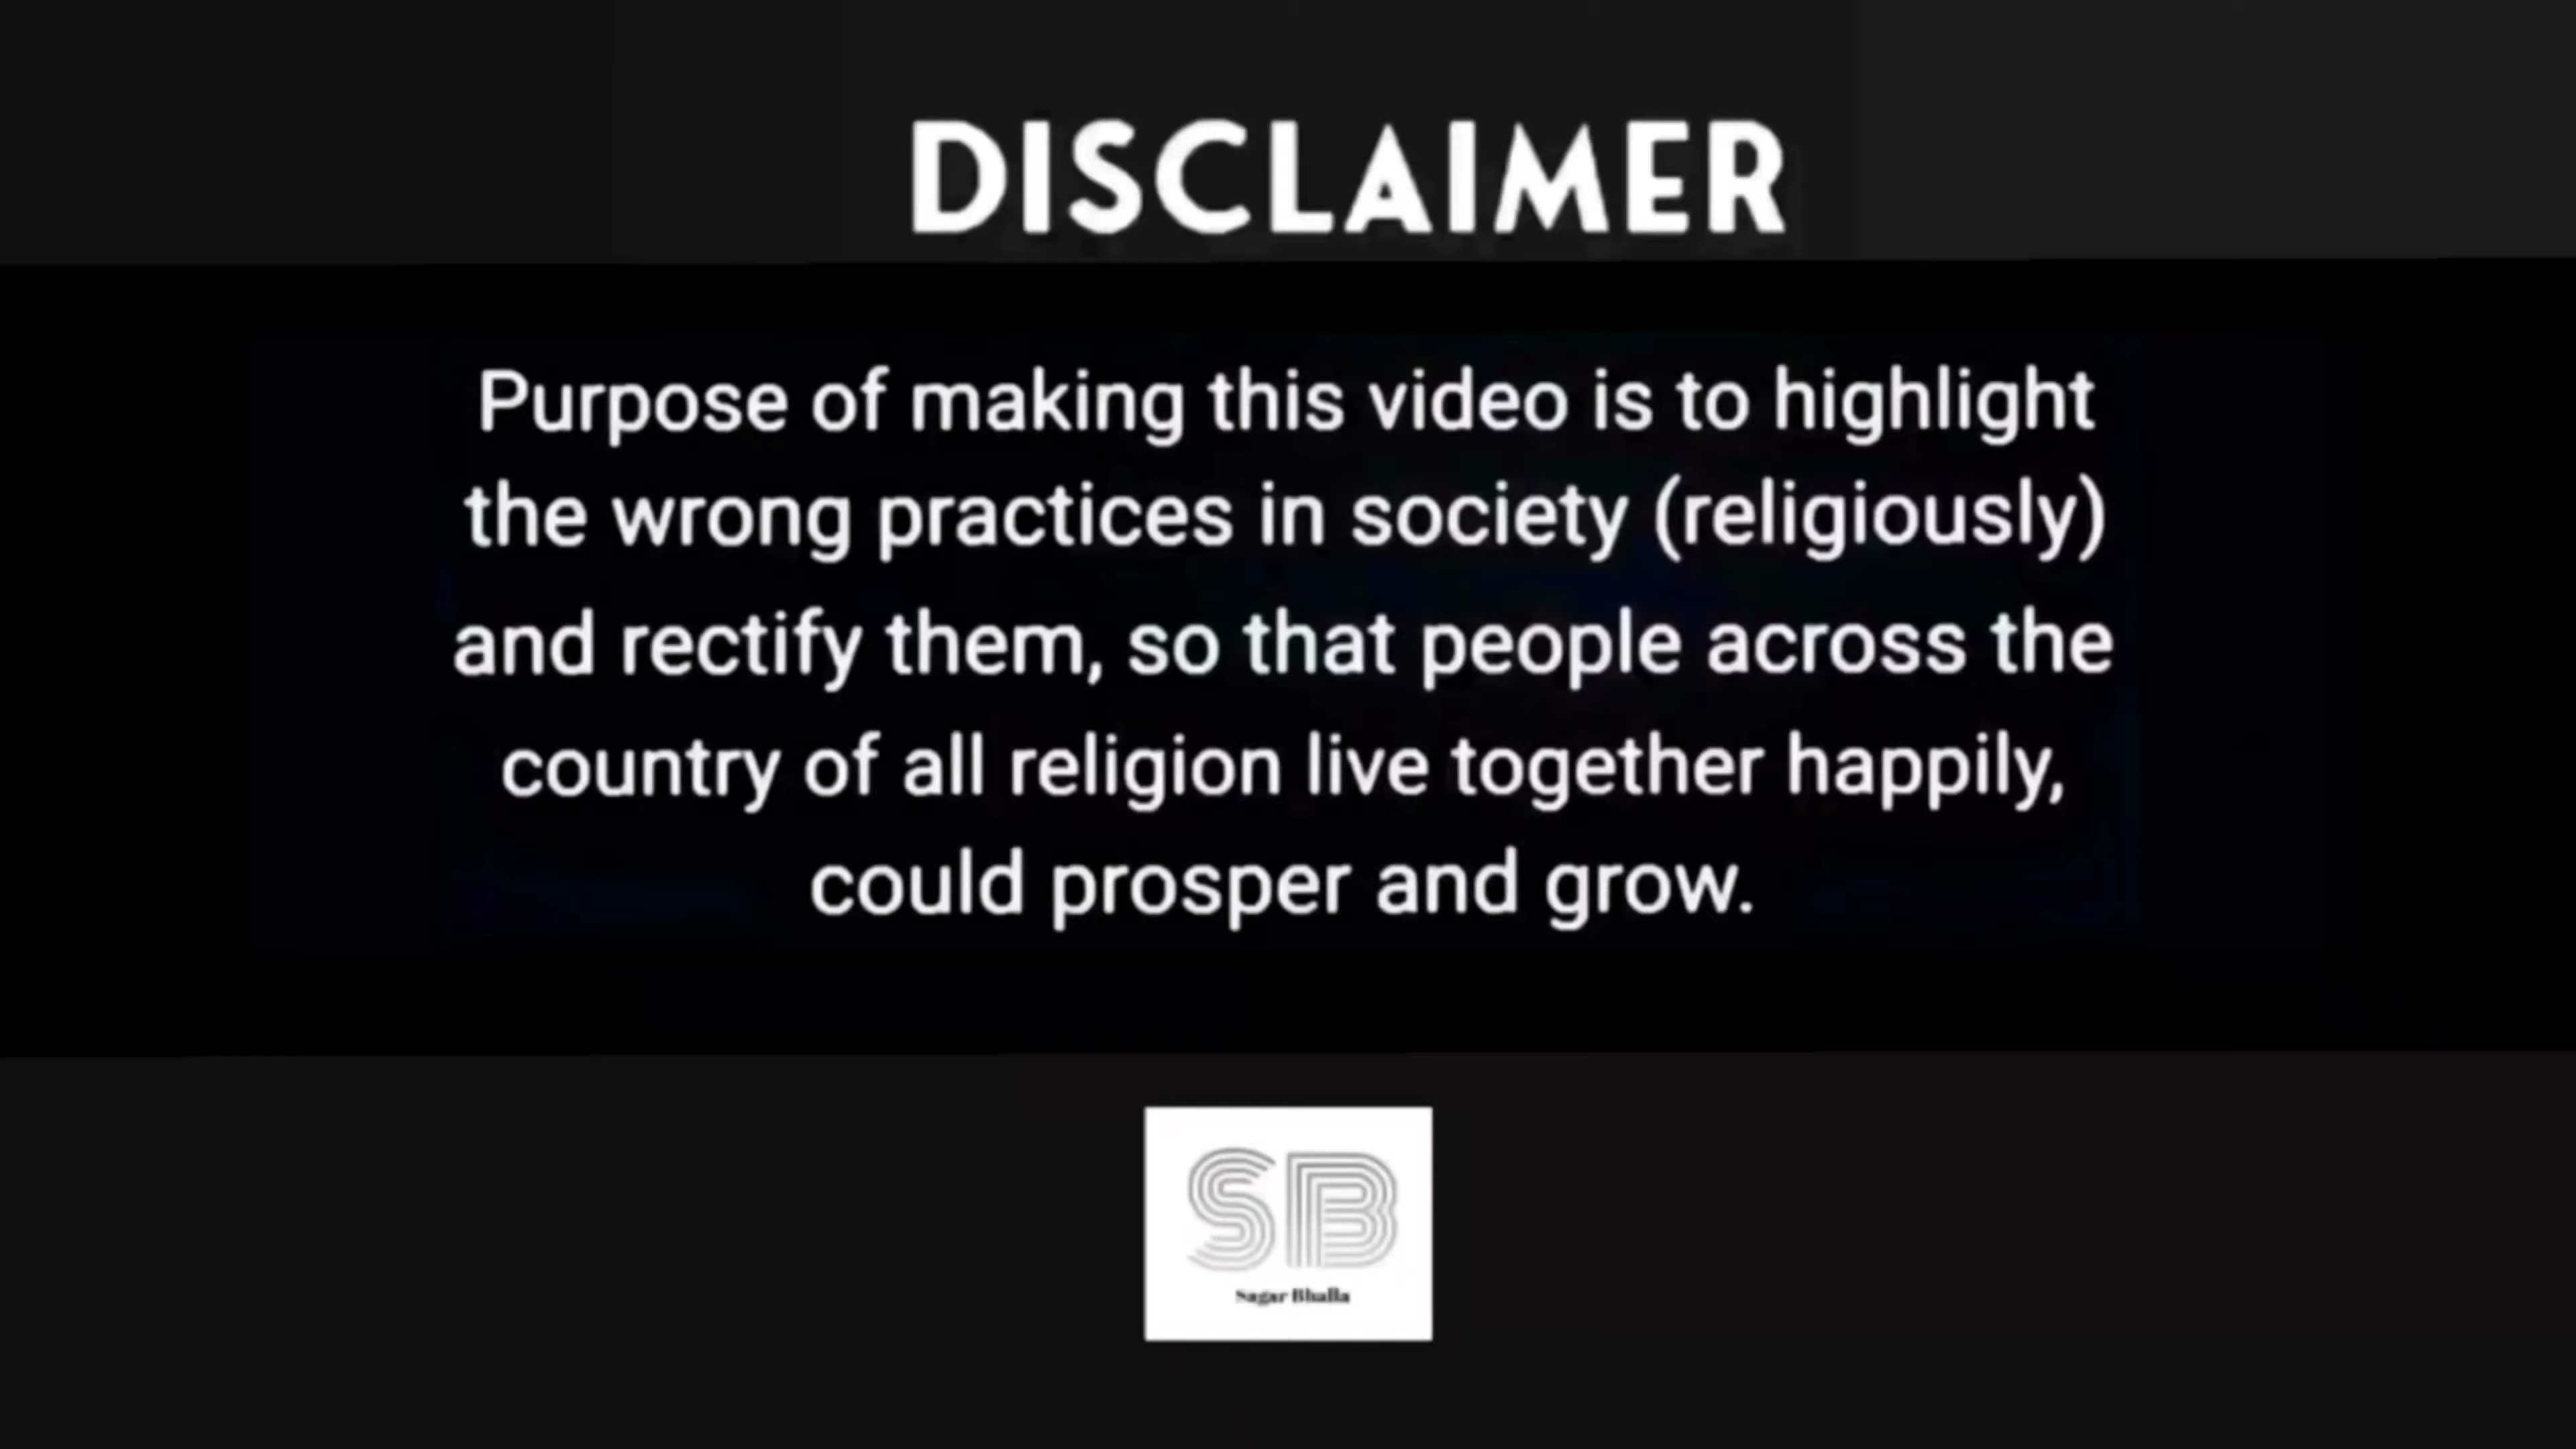 DISCLAIMER
Purpose of making this video is to highlight
the wrong practices in society (religiously)
and rectify them, so that people across the
country of all religion live together happily,
could prosper and grow.
SB
Sagar Bhalla